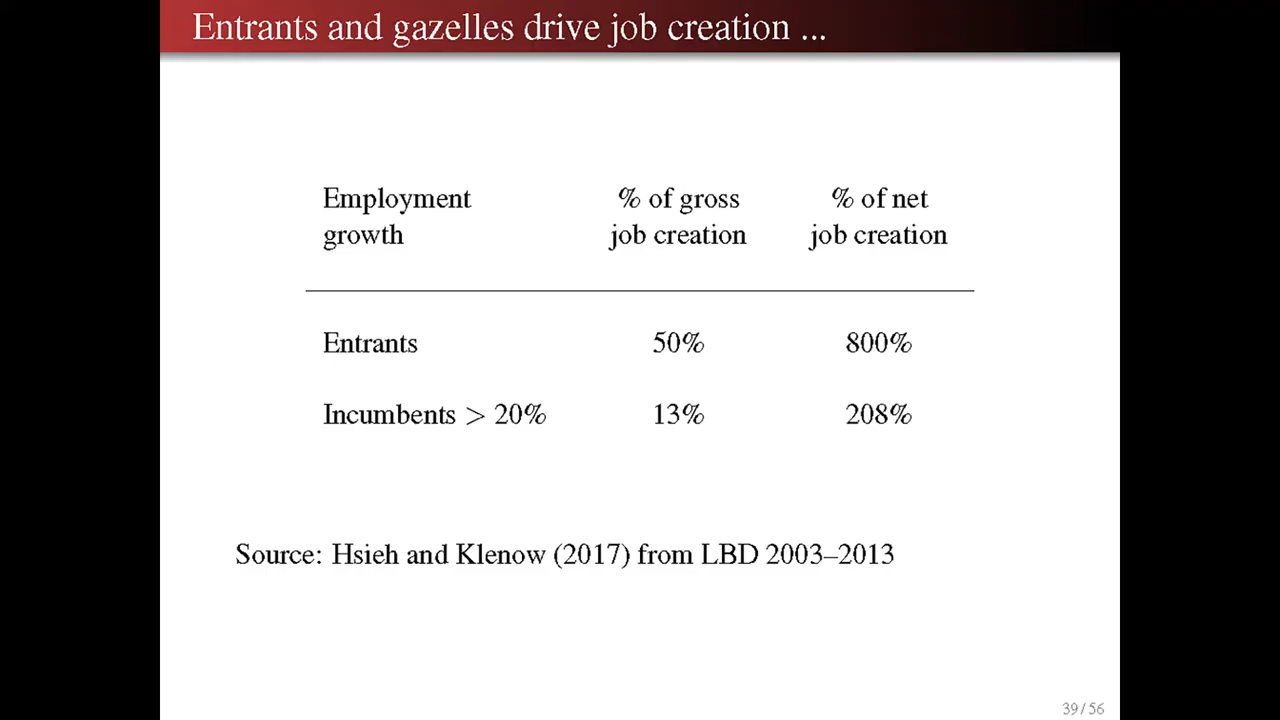 Entrants and gazelles drive job creation ...
Employment growth
% of gross job creation
% of net job creation
Entrants 50% 800%
Incumbents > 20% 13% 208%
Source: Hsieh and Klenow (2017) from LBD 2003–2013
39 / 56